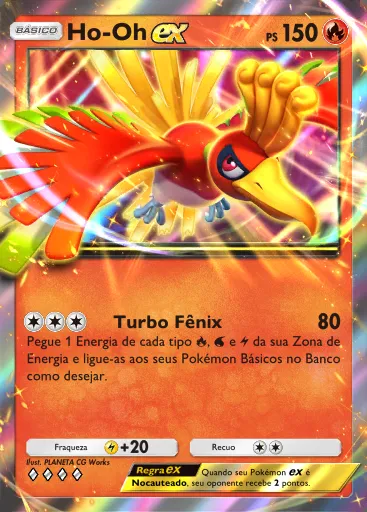 BÁSICO Ho-Oh ex PS 150
Turbo Fênix 80
Pegue 1 Energia de cada tipo , e da sua Zona de
Energia e ligue-as aos seus Pokémon Básicos no Banco
como desejar.
Fraqueza +20 Recuo
Ilust. PLANETA CG Works
Regra ex Quando seu Pokémon ex é
Nocauteado, seu oponente recebe 2 pontos.